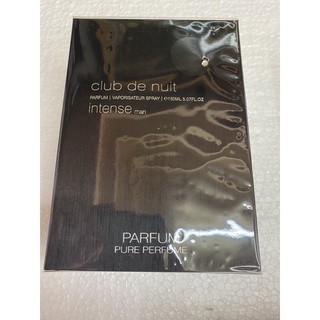 club de nuit
PARFUM | VAPORISATEUR SPRAY | ℮150ML 5.07FL.OZ
intense man
PARFUM
PURE PERFUME